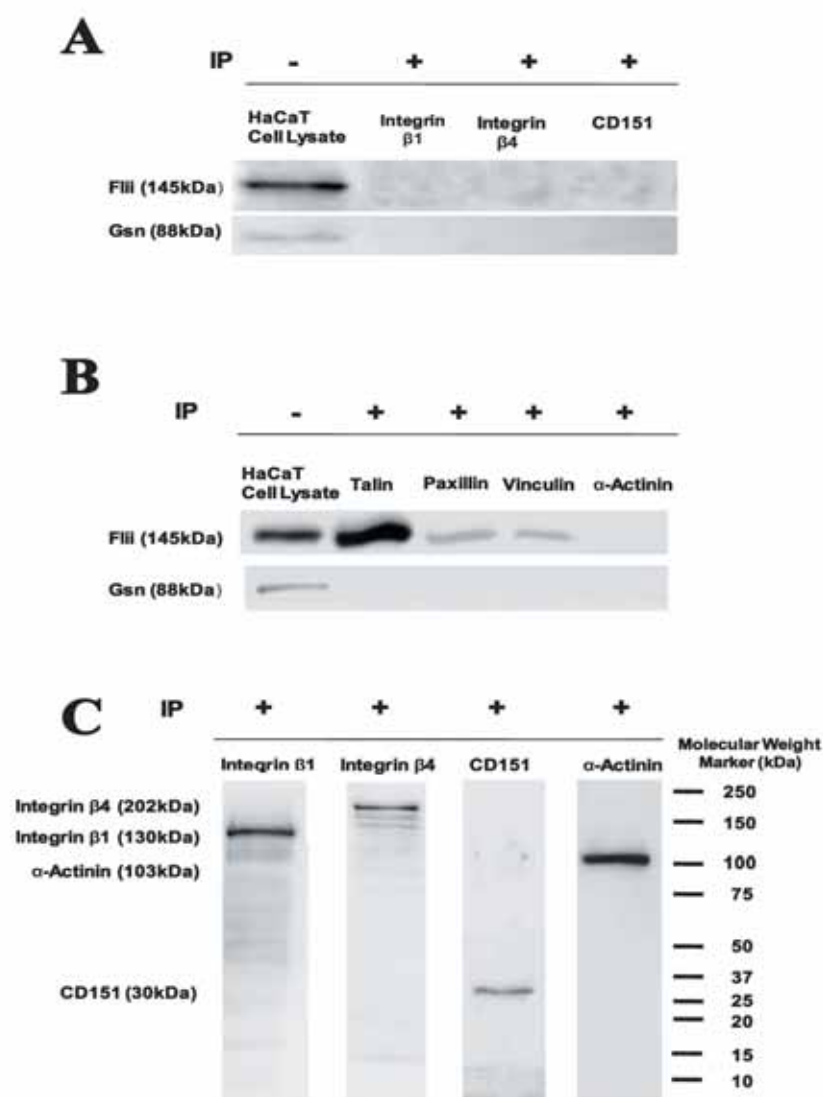 A
IP - + + +
HaCaT Cell Lysate Integrin β1 Integrin β4 CD151
Flii (145kDa)
Gsn (88kDa)
B
IP - + + + +
HaCaT Cell Lysate Talin Paxillin Vinculin α-Actinin
Flii (145kDa)
Gsn (88kDa)
C
IP + + + +
Integrin β1 Integrin β4 CD151 α-Actinin
Molecular Weight Marker (kDa)
Integrin β4 (202kDa)
Integrin β1 (130kDa)
α-Actinin (103kDa)
CD151 (30kDa)
250
150
100
75
50
37
25
20
15
10